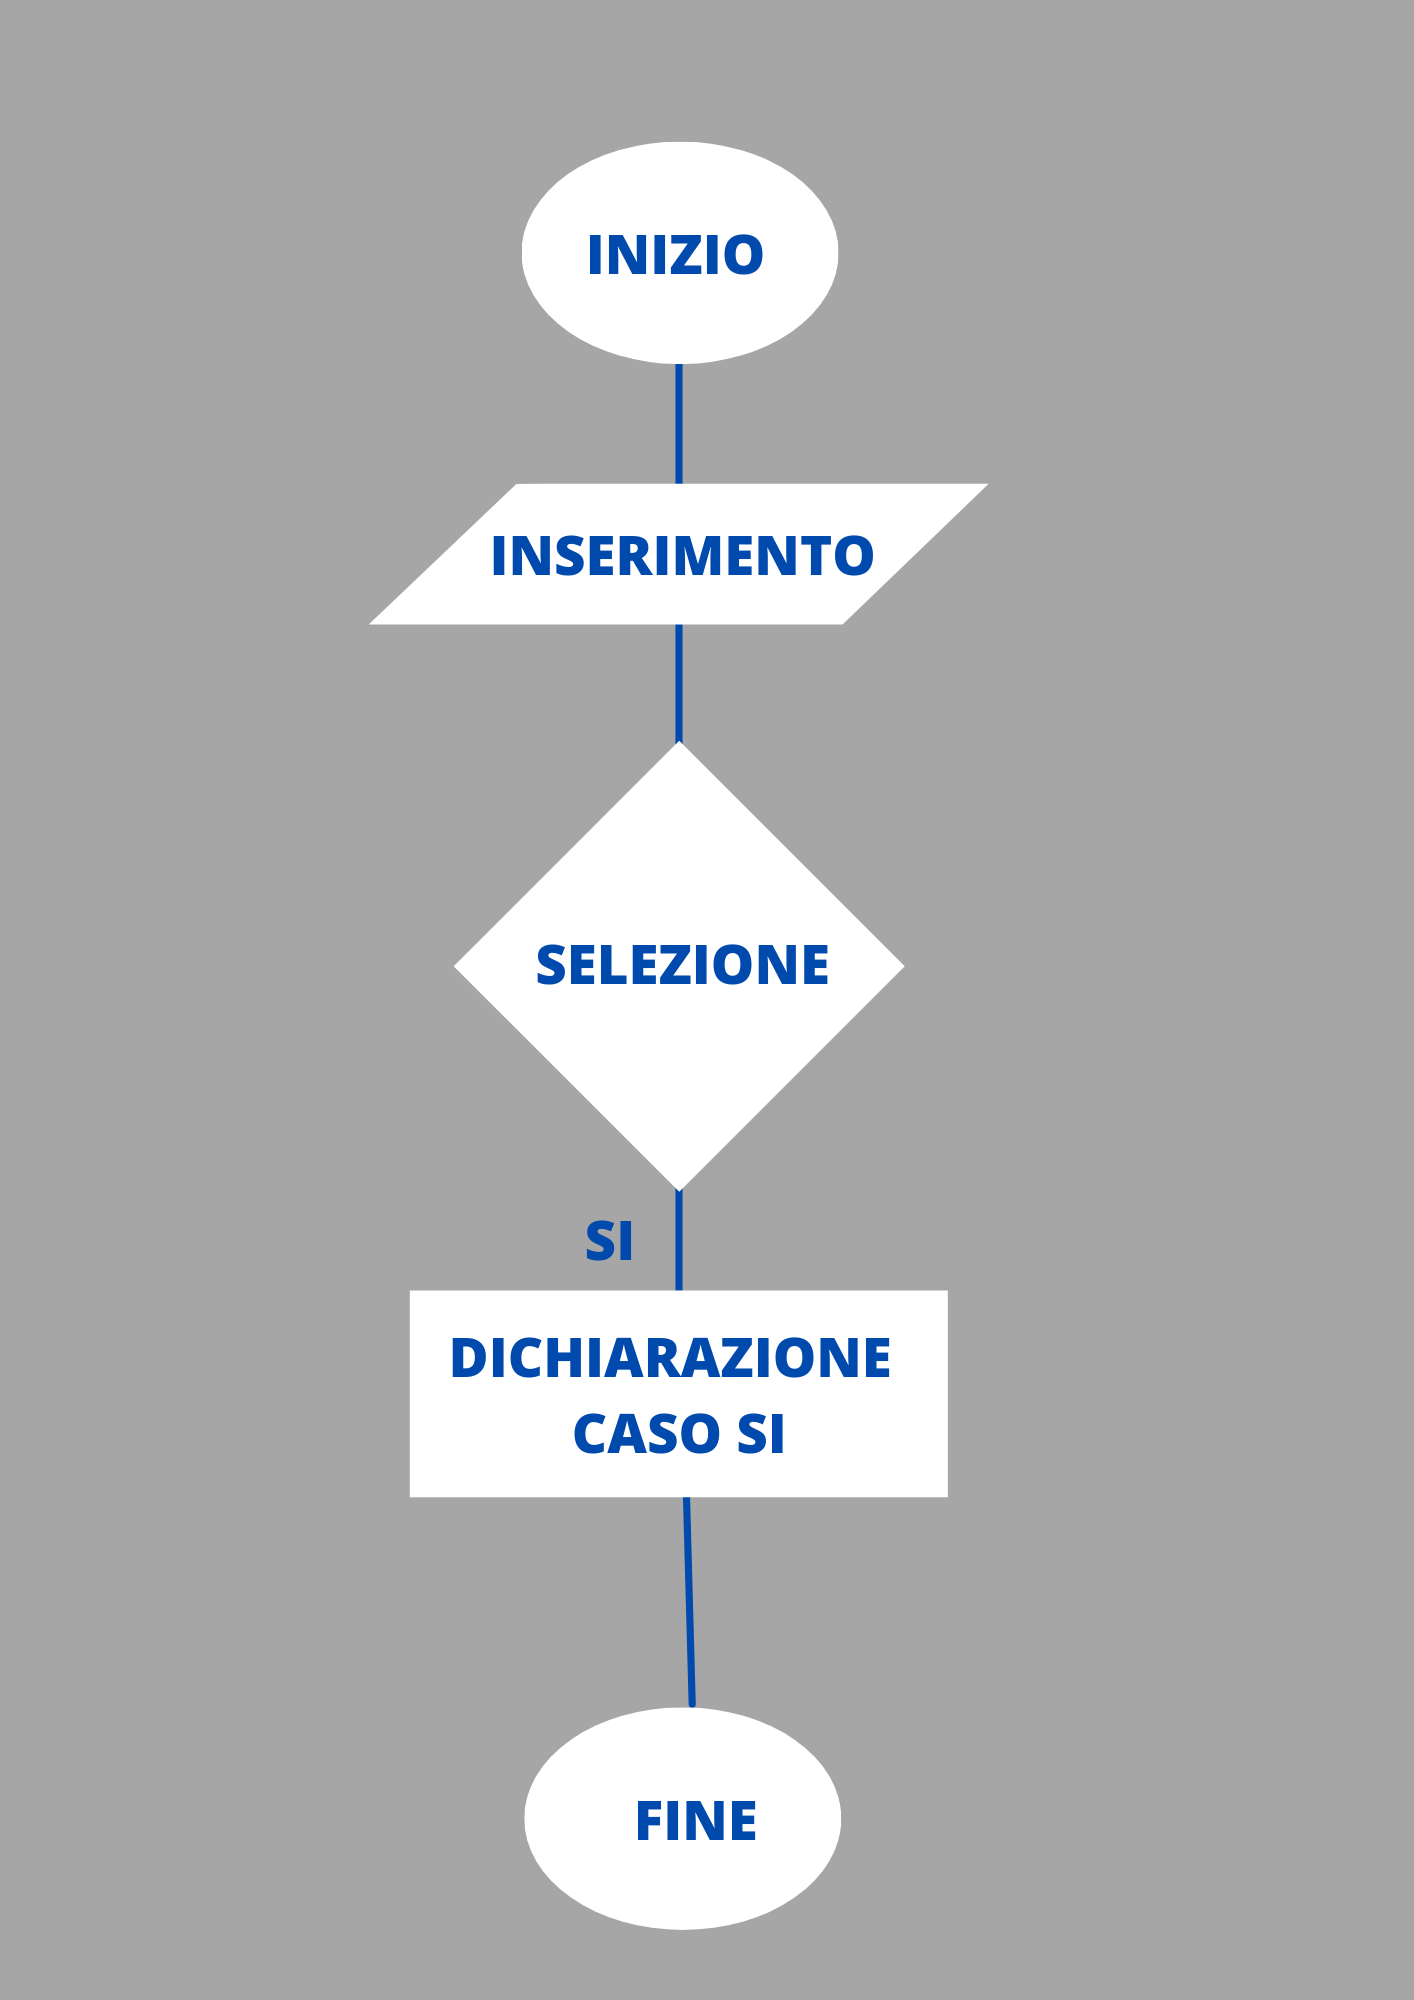 INIZIO
INSERIMENTO
SELEZIONE
SI
DICHIARAZIONE
CASO SI
FINE